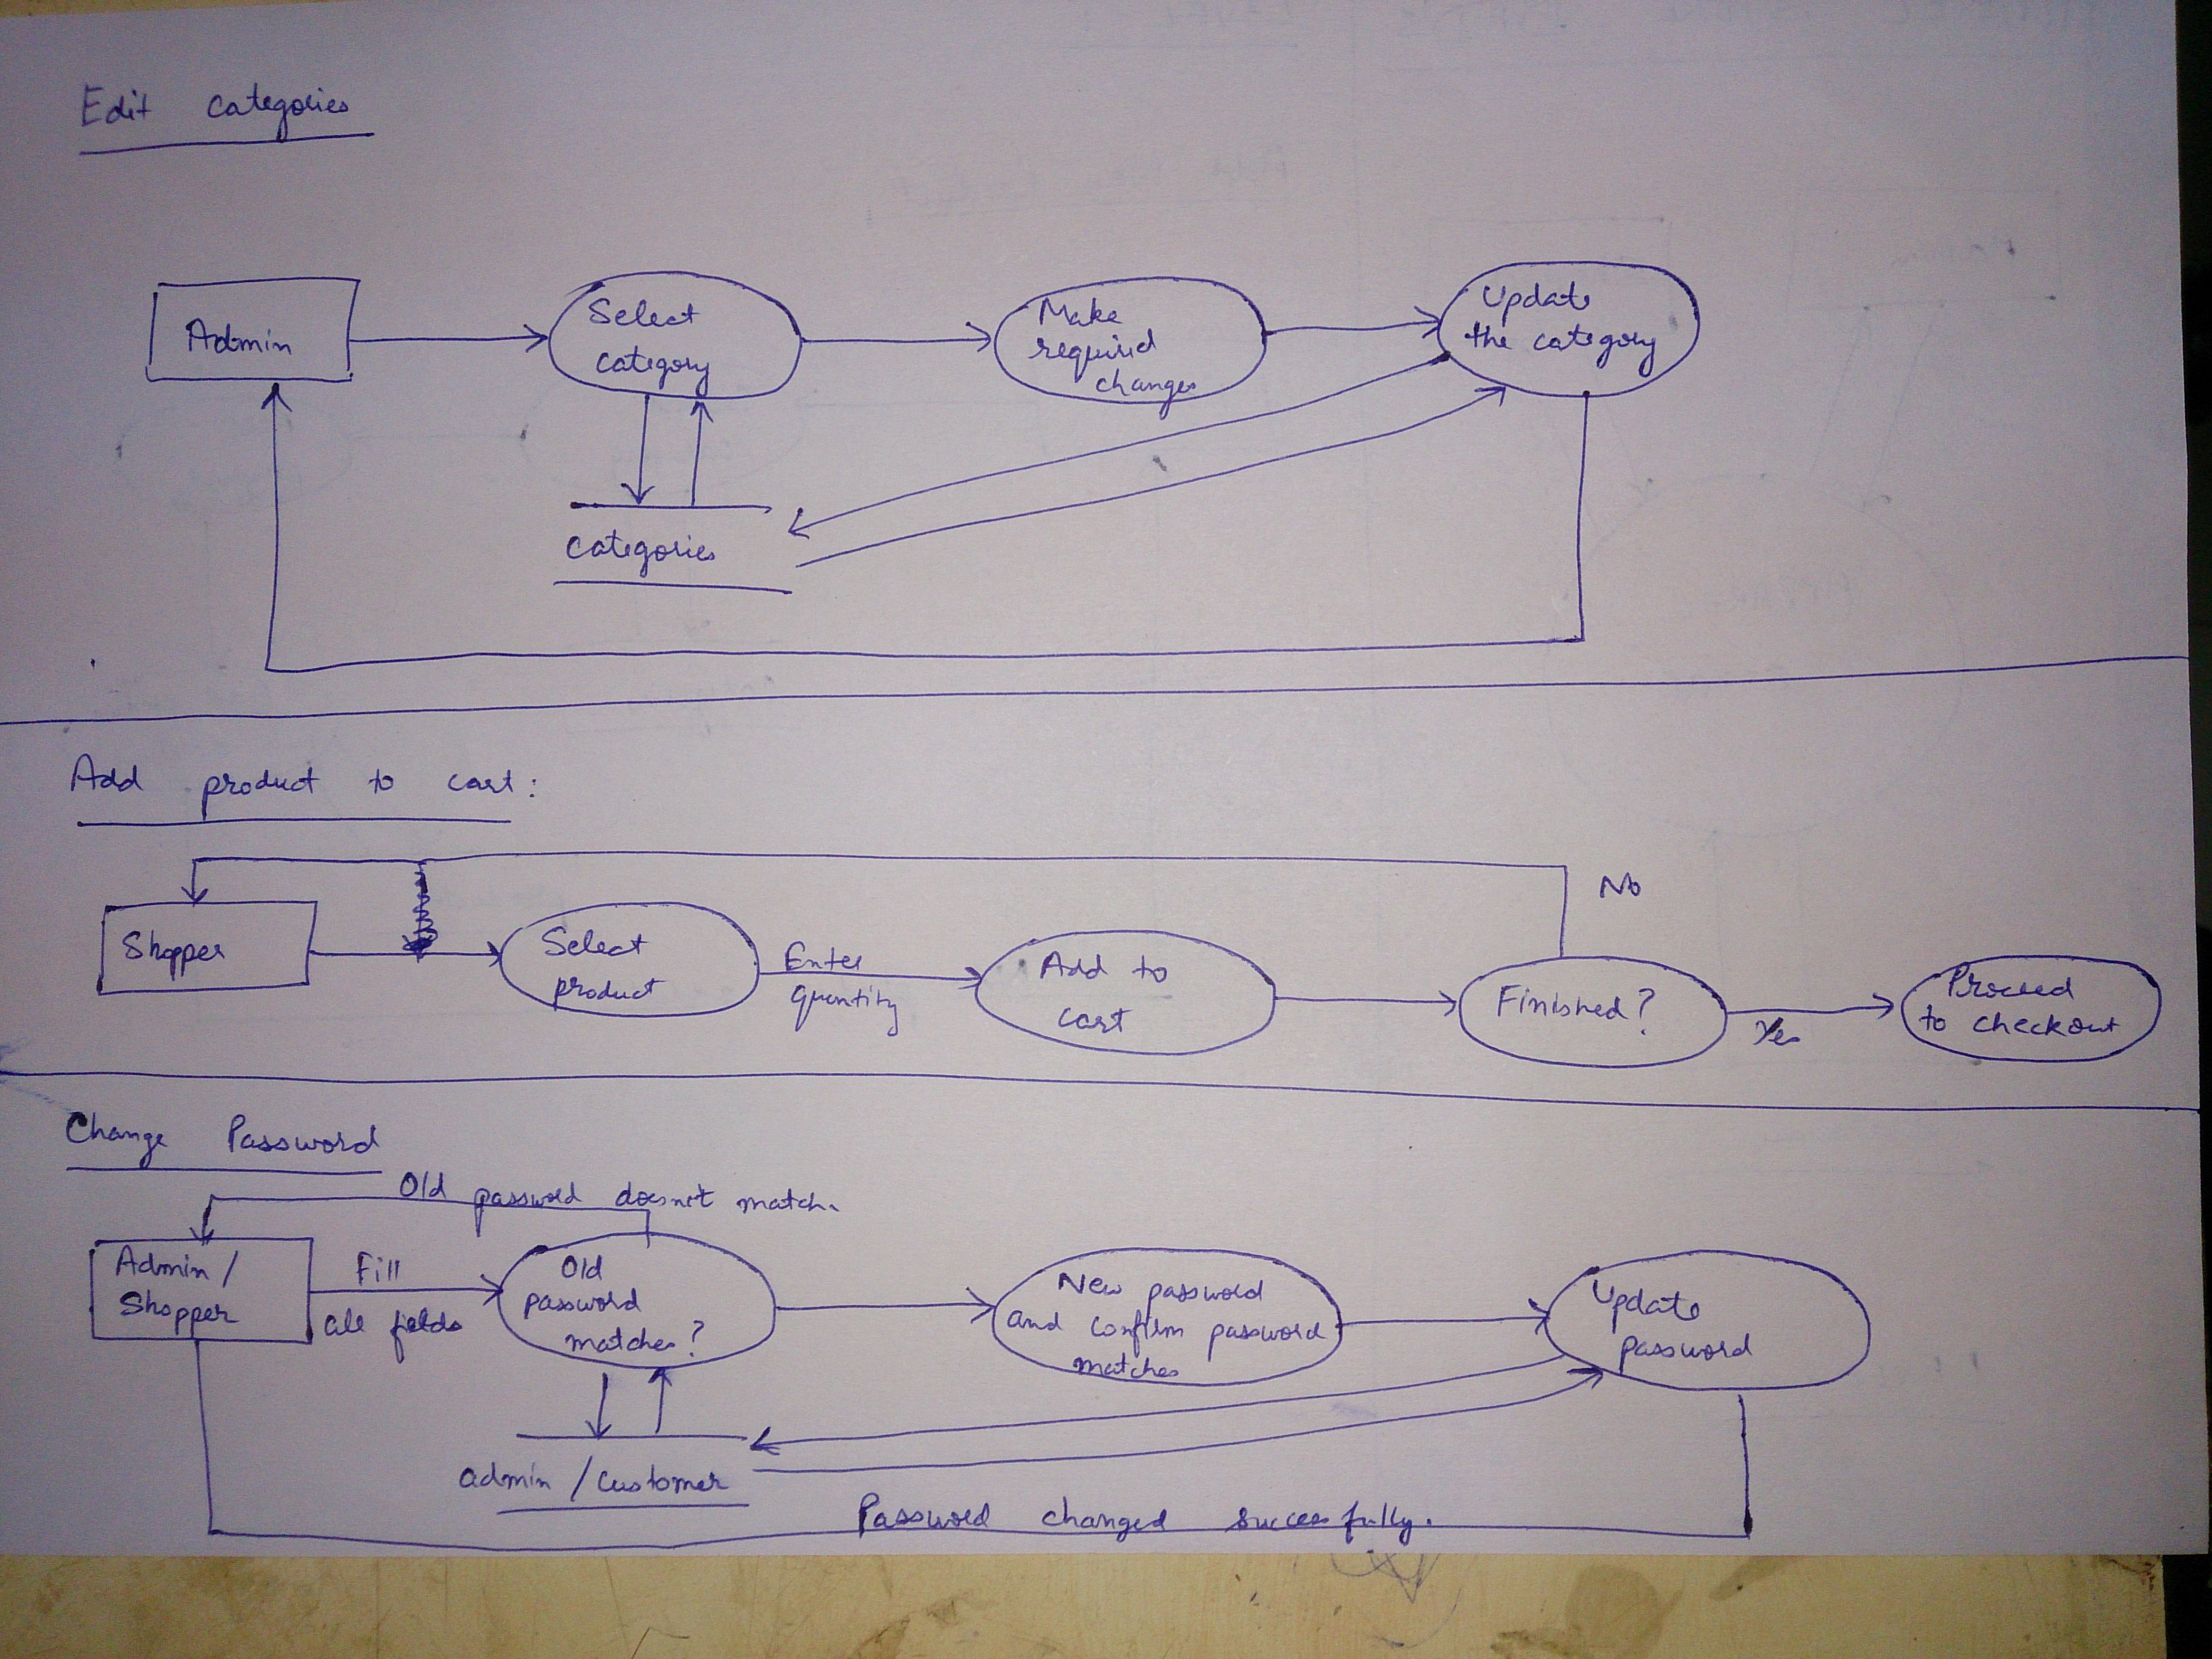 Edit categories
Admin
Select
category
Make
required
changes
Update
the category
categories
Add product to cart:
No
Shopper
Select
product
Enter
quantity
Add to
cart
Finished?
Yes
Proceed
to checkout
Change Password
Old password doesn't match.
Admin/
Shopper
Fill
all fields
Old
password
matches?
New password
and confirm password
matches
Update
password
admin/customer
Password changed successfully.